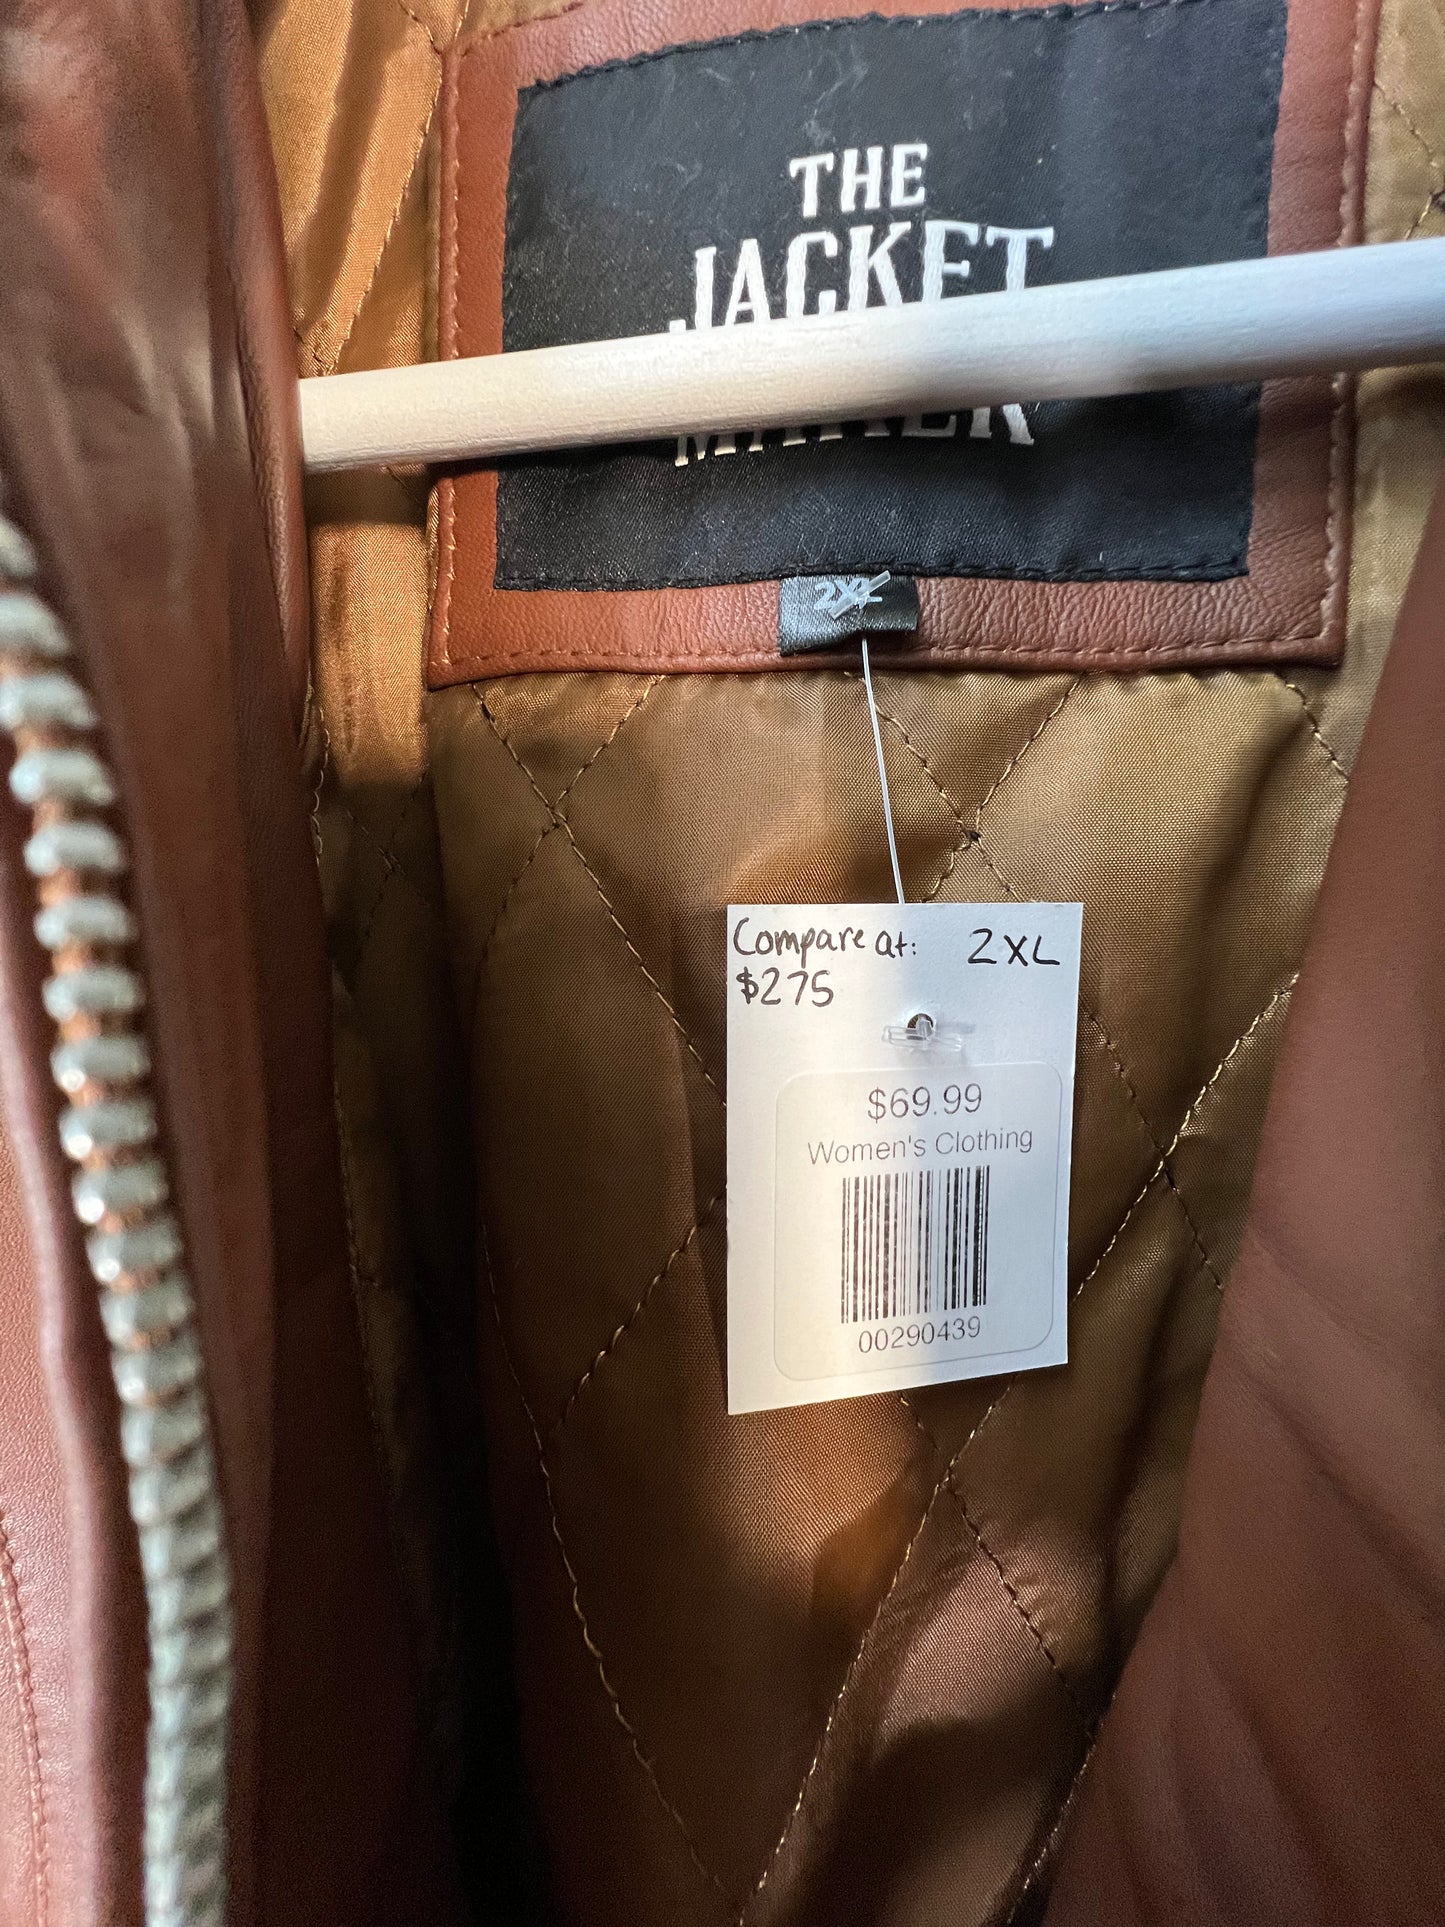 THE
JACKET
MAKER
2XL
Compare at: 2XL
$275
$69.99
Women's Clothing
00290439